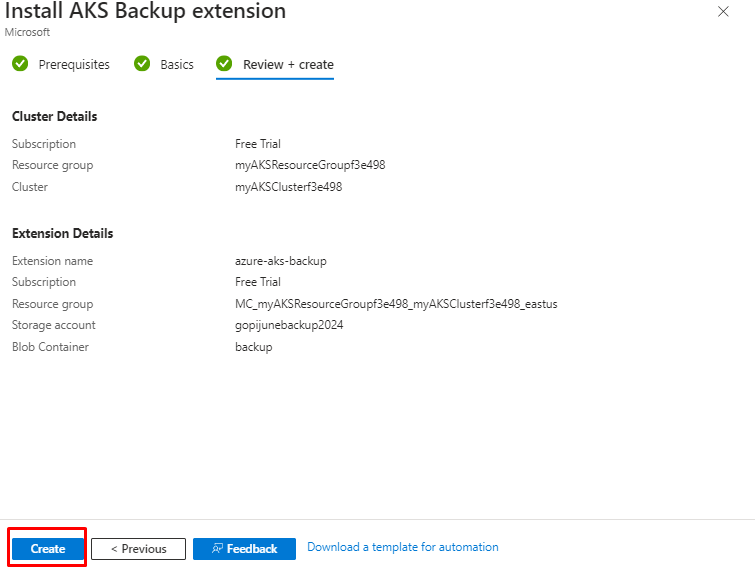 Install AKS Backup extension
Microsoft
Prerequisites Basics Review + create
Cluster Details
Subscription Free Trial
Resource group myAKSResourceGroupf3e498
Cluster myAKSClusterf3e498
Extension Details
Extension name azure-aks-backup
Subscription Free Trial
Resource group MC_myAKSResourceGroupf3e498_myAKSClusterf3e498_eastus
Storage account gopijunebackup2024
Blob Container backup
Create < Previous Feedback Download a template for automation